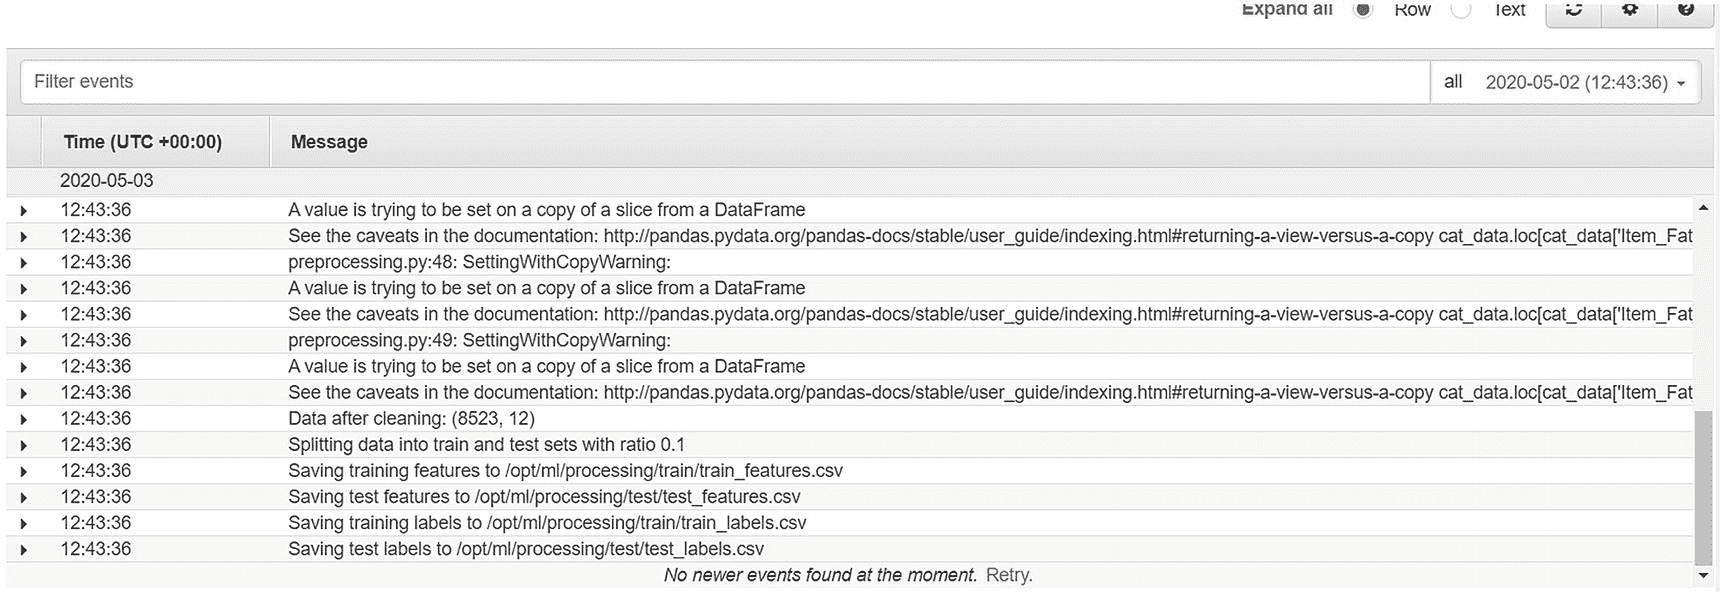 Expand all Row Text
Filter events all 2020-05-02 (12:43:36)
Time (UTC +00:00) Message
2020-05-03
12:43:36 A value is trying to be set on a copy of a slice from a DataFrame
12:43:36 See the caveats in the documentation: http://pandas.pydata.org/pandas-docs/stable/user_guide/indexing.html#returning-a-view-versus-a-copy cat_data.loc[cat_data['Item_Fat
12:43:36 preprocessing.py:48: SettingWithCopyWarning:
12:43:36 A value is trying to be set on a copy of a slice from a DataFrame
12:43:36 See the caveats in the documentation: http://pandas.pydata.org/pandas-docs/stable/user_guide/indexing.html#returning-a-view-versus-a-copy cat_data.loc[cat_data['Item_Fat
12:43:36 preprocessing.py:49: SettingWithCopyWarning:
12:43:36 A value is trying to be set on a copy of a slice from a DataFrame
12:43:36 See the caveats in the documentation: http://pandas.pydata.org/pandas-docs/stable/user_guide/indexing.html#returning-a-view-versus-a-copy cat_data.loc[cat_data['Item_Fat
12:43:36 Data after cleaning: (8523, 12)
12:43:36 Splitting data into train and test sets with ratio 0.1
12:43:36 Saving training features to /opt/ml/processing/train/train_features.csv
12:43:36 Saving test features to /opt/ml/processing/test/test_features.csv
12:43:36 Saving training labels to /opt/ml/processing/train/train_labels.csv
12:43:36 Saving test labels to /opt/ml/processing/test/test_labels.csv
No newer events found at the moment. Retry.